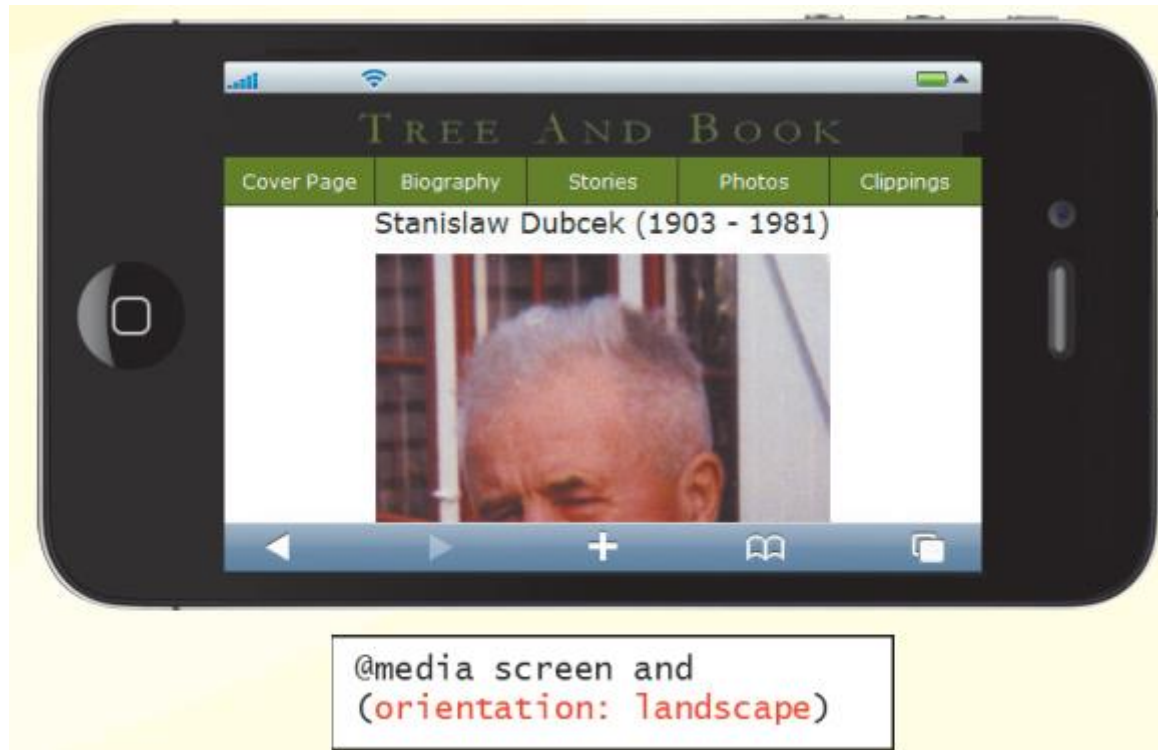 TREE AND BOOK
Cover Page Biography Stories Photos Clippings
Stanislaw Dubcek (1903 - 1981)
@media screen and
(orientation: landscape)